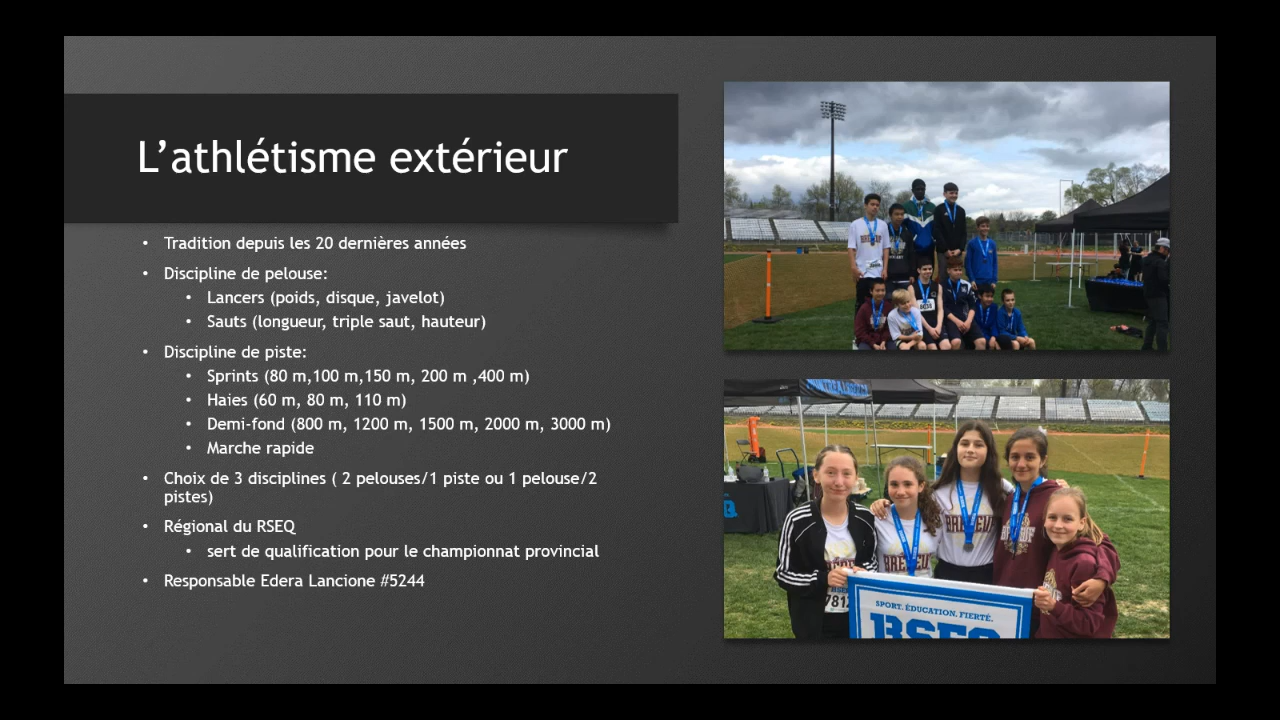 L’athlétisme extérieur
• Tradition depuis les 20 dernières années
• Discipline de pelouse:
• Lancers (poids, disque, javelot)
• Sauts (longueur, triple saut, hauteur)
• Discipline de piste:
• Sprints (80 m,100 m,150 m, 200 m ,400 m)
• Haies (60 m, 80 m, 110 m)
• Demi-fond (800 m, 1200 m, 1500 m, 2000 m, 3000 m)
• Marche rapide
• Choix de 3 disciplines ( 2 pelouses/1 piste ou 1 pelouse/2
pistes)
• Régional du RSEQ
• sert de qualification pour le championnat provincial
• Responsable Edera Lancione #5244
SPORT. ÉDUCATION. FIERTÉ.
RSEQ